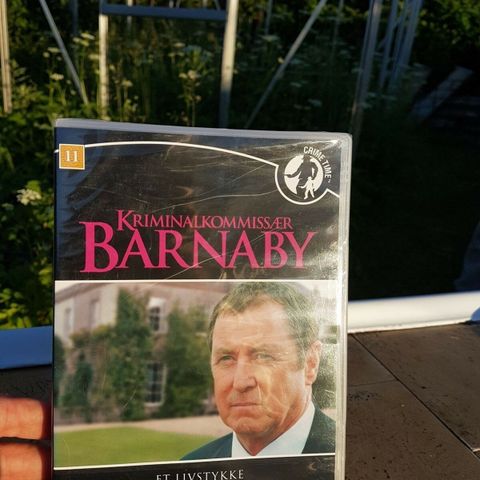 11
CRIME TIME
KRIMINALKOMMISSÆR
BARNABY
ET LIVSTYKKE